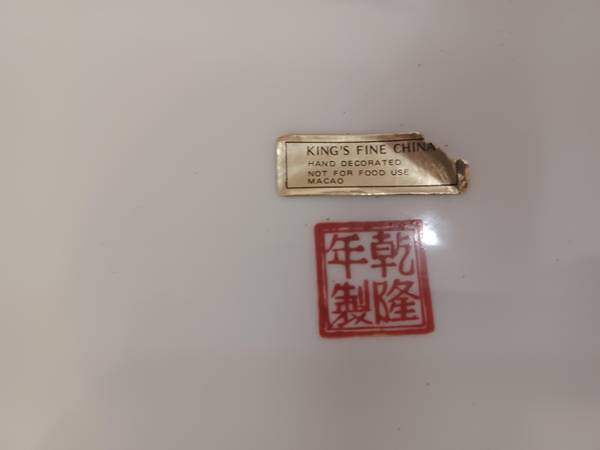 KING'S FINE CHINA
HAND DECORATED
NOT FOR FOOD USE
MACAO
乾隆
年製